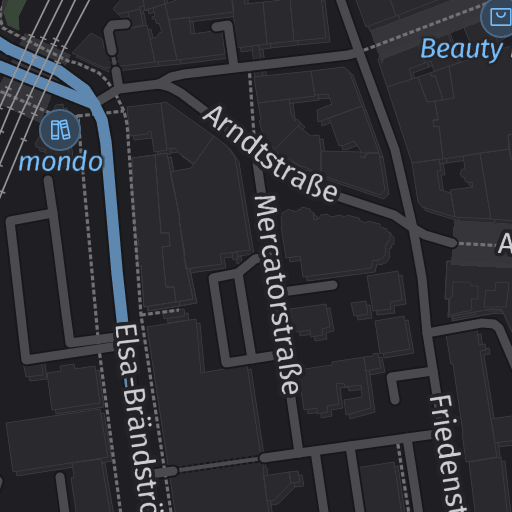 Beauty
mondo
Arndtstraße
Mercatorstraße
A
Elsa-Brändströ
Friedenst